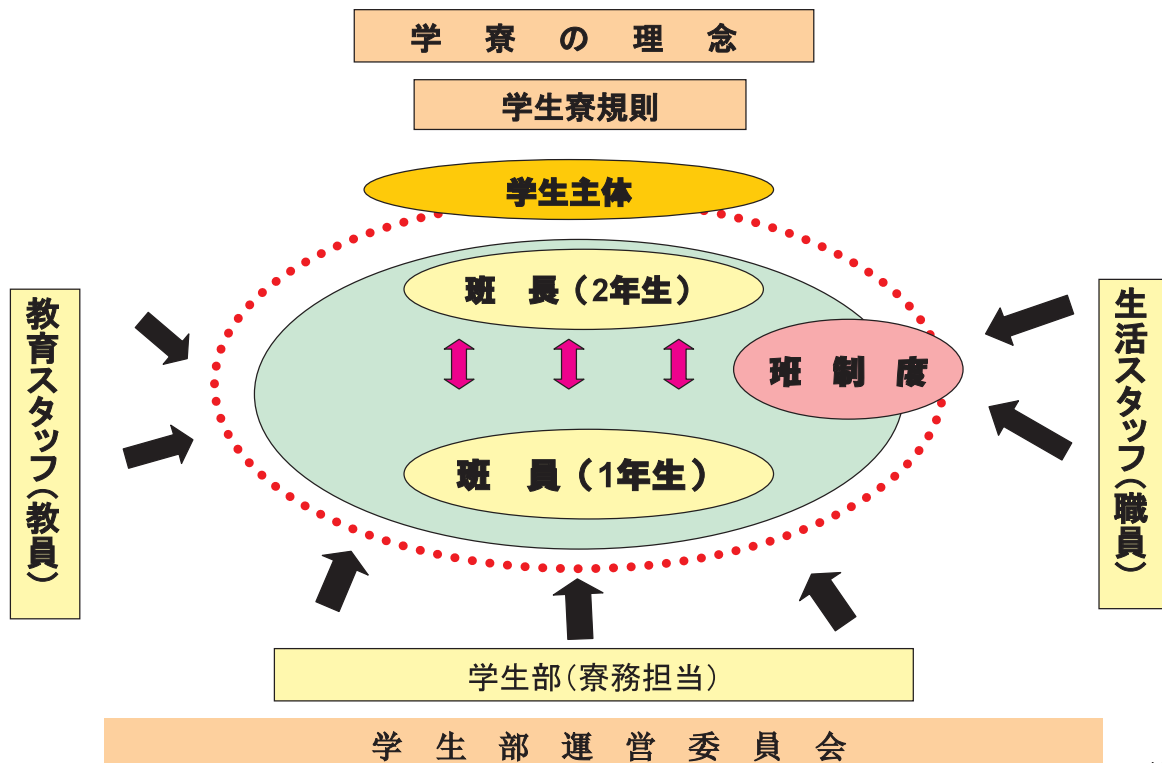 学寮の理念
学生寮規則
学生主体
班長（2年生）
班制度
班員（1年生）
教育スタッフ（教員）
生活スタッフ（職員）
学生部（寮務担当）
学生部運営委員会